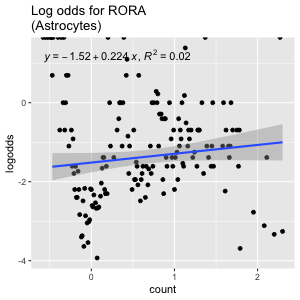 Log odds for RORA
(Astrocytes)
y = −1.52 + 0.224 x, R² = 0.02
0
-2
-4
logodds
0
1
2
count